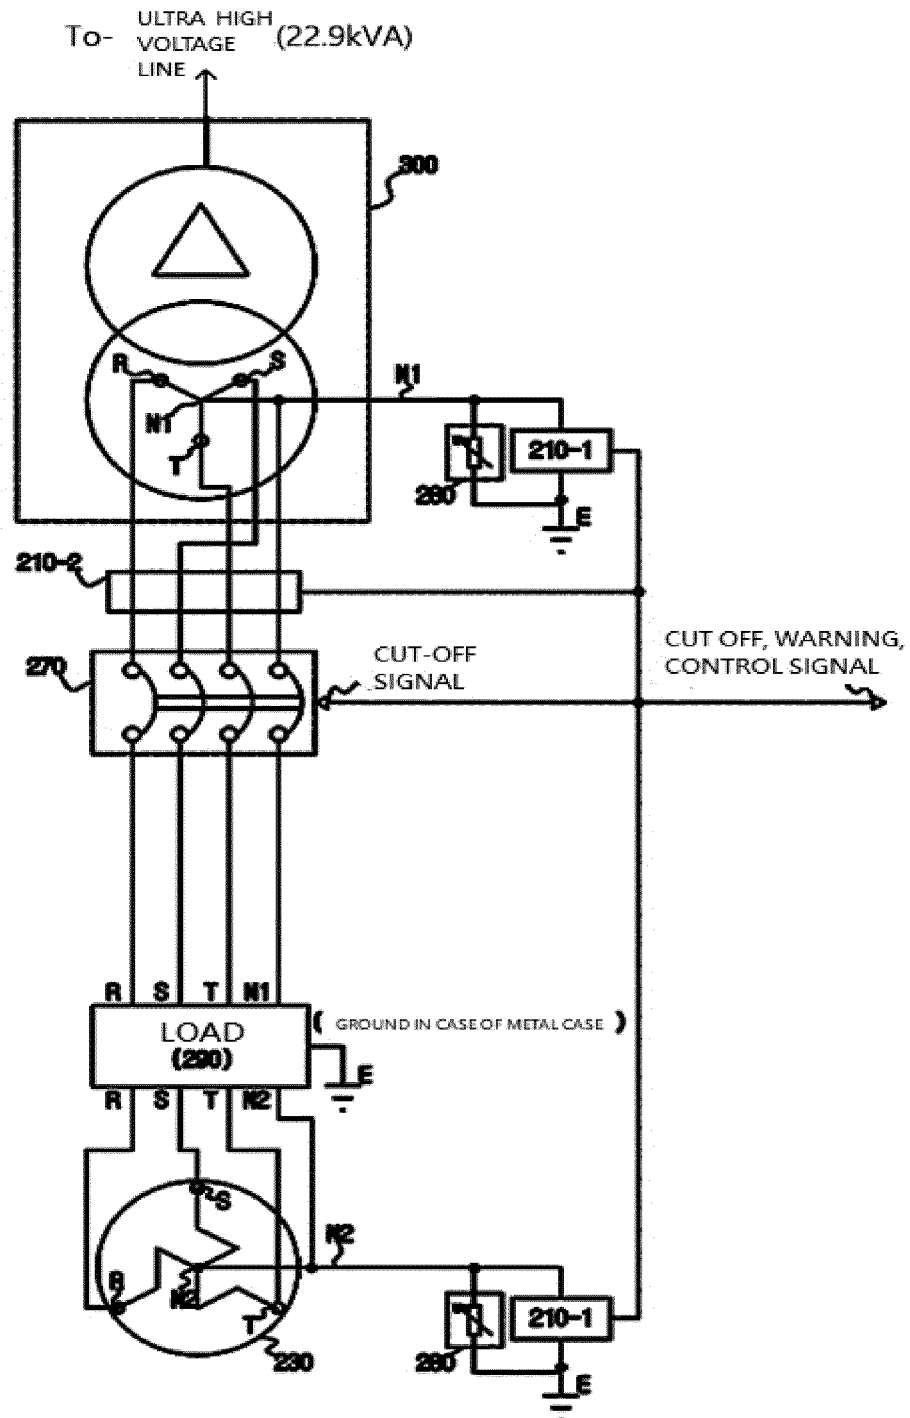 To- ULTRA HIGH VOLTAGE LINE (22.9kVA)
300
R
S
N1
N1
T
280
210-1
E
210-2
270
CUT-OFF
SIGNAL
CUT OFF, WARNING,
CONTROL SIGNAL
R S T N1
LOAD
(290)
( GROUND IN CASE OF METAL CASE )
E
R S T N2
S
N2
R
N2
T
230
280
210-1
E